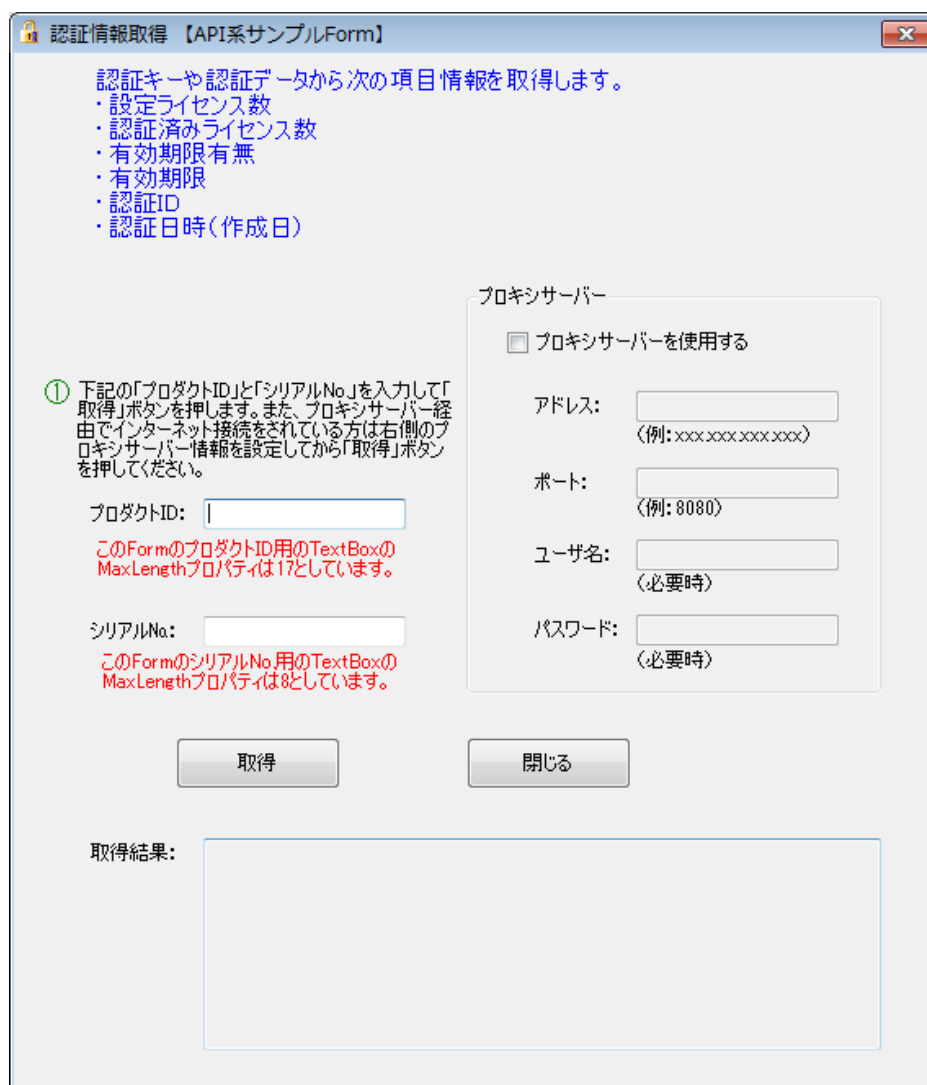 認証情報取得 【API系サンプルForm】
認証キーや認証データから次の項目情報を取得します。
・設定ライセンス数
・認証済みライセンス数
・有効期限有無
・有効期限
・認証ID
・認証日時(作成日)
① 下記の「プロダクトID」と「シリアルNo.」を入力して「
取得」ボタンを押します。また、プロキシサーバー経
由でインターネット接続をされている方は右側のプ
ロキシサーバー情報を設定してから「取得」ボタン
を押してください。
プロダクトID:
このFormのプロダクトID用のTextBoxの
MaxLengthプロパティは17としています。
シリアルNo.:
このFormのシリアルNo.用のTextBoxの
MaxLengthプロパティは8としています。
プロキシサーバー
プロキシサーバーを使用する
アドレス:
(例:xxx.xxx.xxx.xxx)
ポート:
(例:8080)
ユーザ名:
(必要時)
パスワード:
(必要時)
取得
閉じる
取得結果: